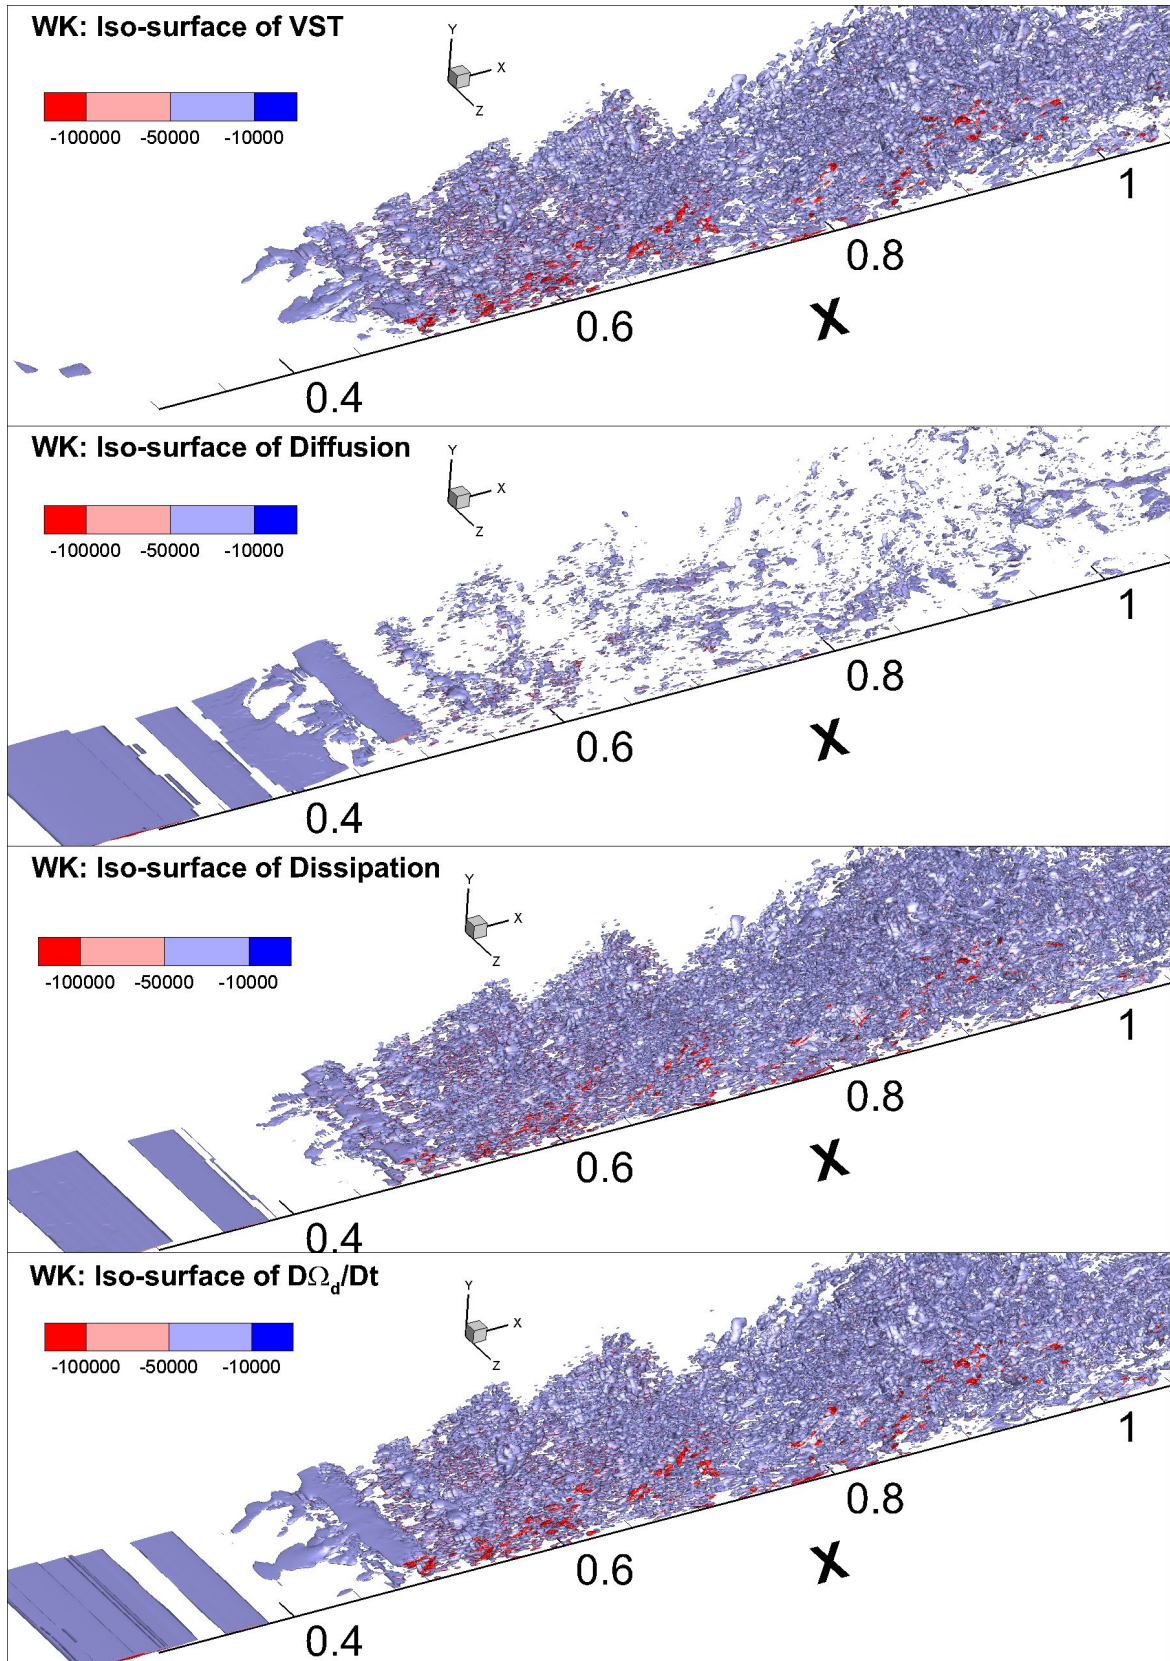 WK: Iso-surface of VST
Y
X
Z
-100000 -50000 -10000
1
0.8
0.6
X
0.4
WK: Iso-surface of Diffusion
Y
X
Z
-100000 -50000 -10000
1
0.8
0.6
X
0.4
WK: Iso-surface of Dissipation
Y
X
Z
-100000 -50000 -10000
1
0.8
0.6
X
0.4
WK: Iso-surface of DΩ_d/Dt
Y
X
Z
-100000 -50000 -10000
1
0.8
0.6
X
0.4